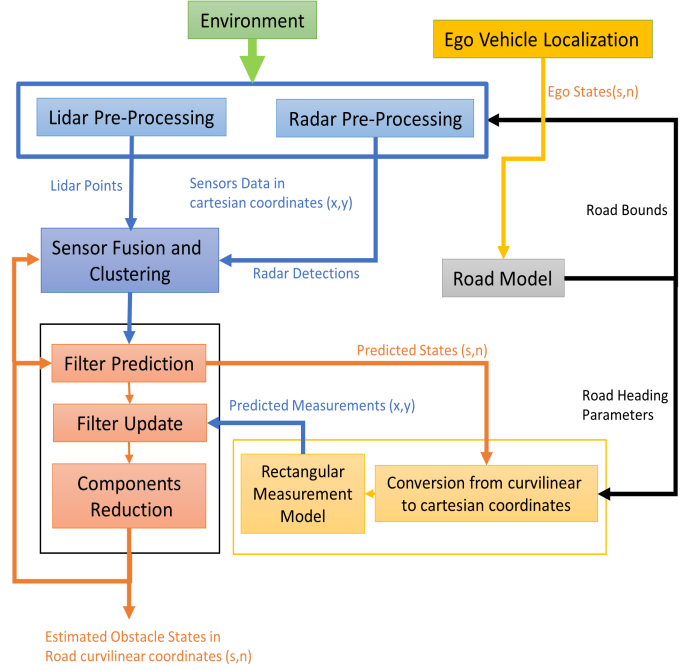 Environment
Ego Vehicle Localization
Ego States(s,n)
Lidar Pre-Processing
Radar Pre-Processing
Lidar Points
Sensors Data in
cartesian coordinates (x,y)
Road Bounds
Sensor Fusion and
Clustering
Radar Detections
Road Model
Filter Prediction
Predicted States (s,n)
Road Heading
Parameters
Filter Update
Predicted Measurements (x,y)
Components
Reduction
Rectangular
Measurement
Model
Conversion from curvilinear
to cartesian coordinates
Estimated Obstacle States in
Road curvilinear coordinates (s,n)